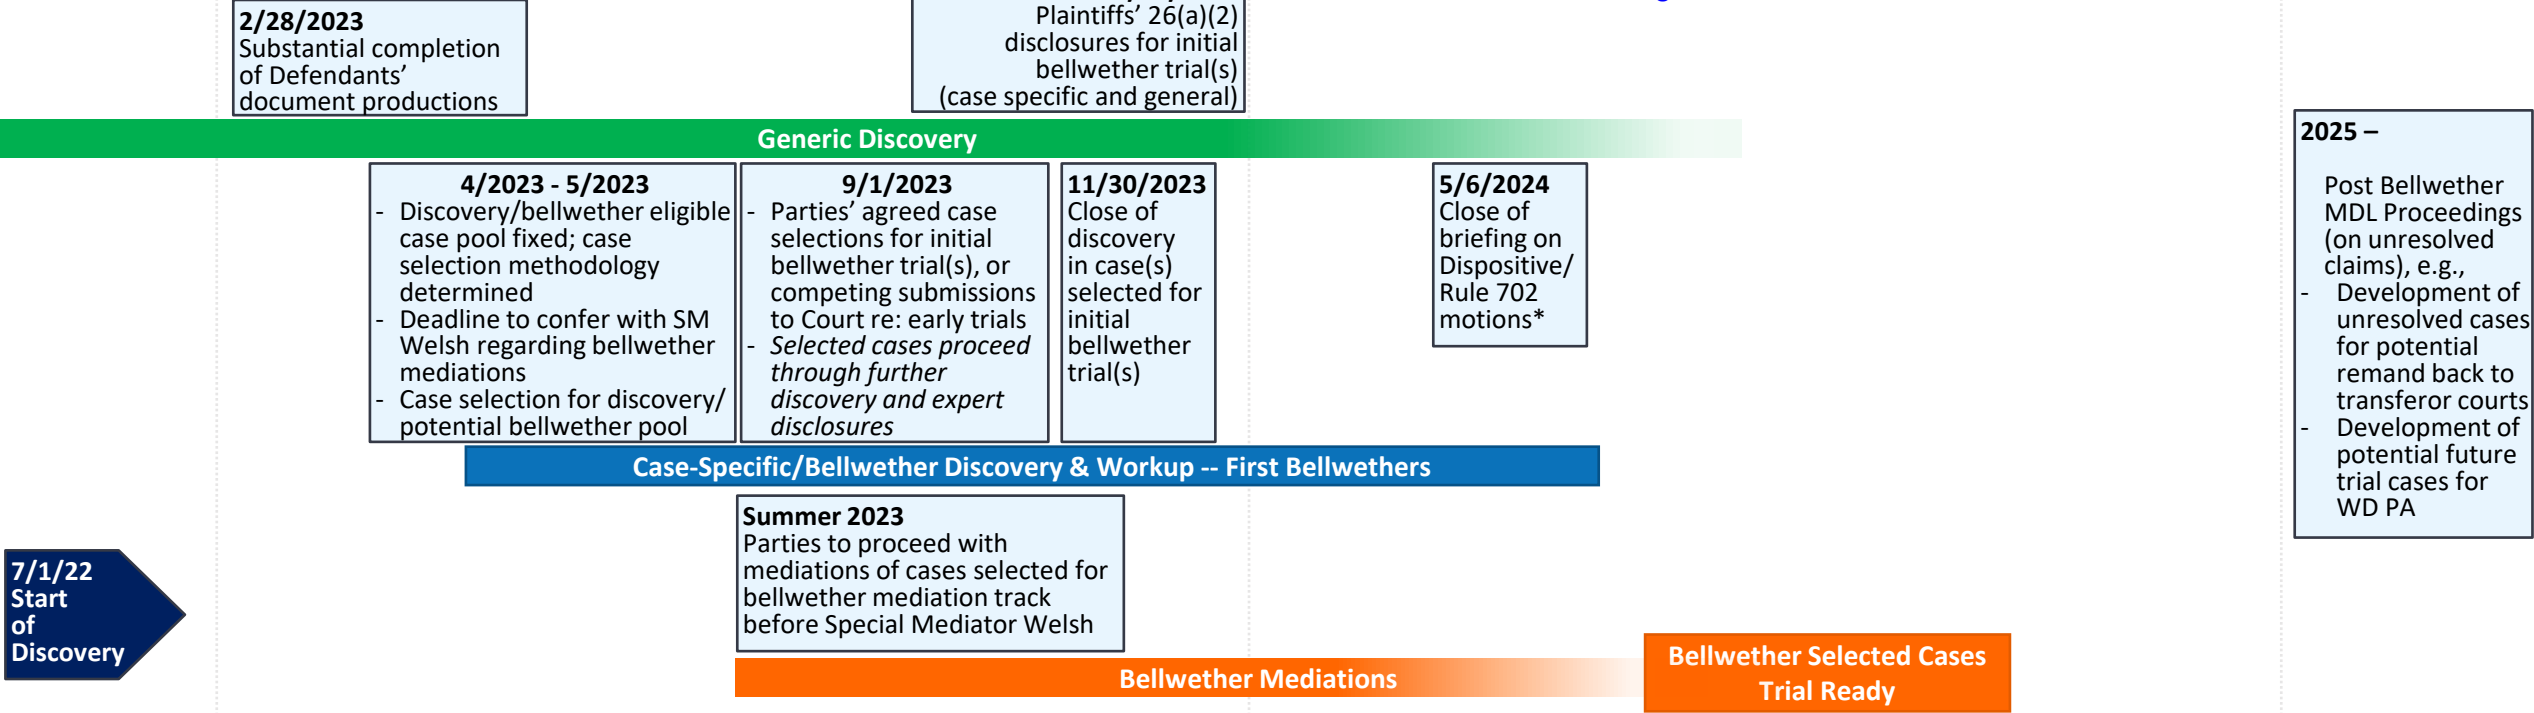 2/28/2023
Substantial completion
of Defendants’
document productions
Plaintiffs’ 26(a)(2)
disclosures for initial
bellwether trial(s)
(case specific and general)
Generic Discovery
4/2023 - 5/2023
- Discovery/bellwether eligible
case pool fixed; case
selection methodology
determined
- Deadline to confer with SM
Welsh regarding bellwether
mediations
- Case selection for discovery/
potential bellwether pool
9/1/2023
- Parties’ agreed case
selections for initial
bellwether trial(s), or
competing submissions
to Court re: early trials
- Selected cases proceed
through further
discovery and expert
disclosures
11/30/2023
Close of
discovery
in case(s)
selected for
initial
bellwether
trial(s)
5/6/2024
Close of
briefing on
Dispositive/
Rule 702
motions*
2025 –
Post Bellwether
MDL Proceedings
(on unresolved
claims), e.g.,
- Development of
unresolved cases
for potential
remand back to
transferor courts
- Development of
potential future
trial cases for
WD PA
Case-Specific/Bellwether Discovery & Workup -- First Bellwethers
Summer 2023
Parties to proceed with
mediations of cases selected for
bellwether mediation track
before Special Mediator Welsh
7/1/22
Start
of
Discovery
Bellwether Mediations
Bellwether Selected Cases
Trial Ready